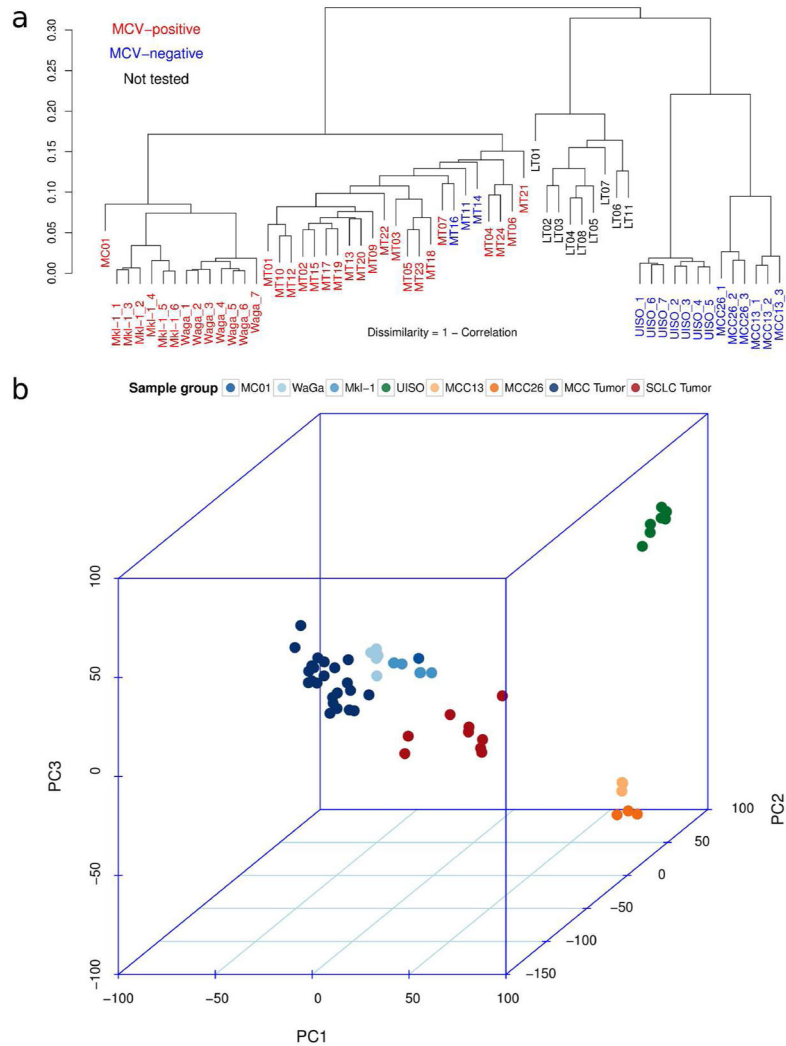 a
MCV-positive
MCV-negative
Not tested
0.30
0.25
0.20
0.15
0.10
0.05
0.00
MC01
Mkl-1_1
Mkl-1_3
Mkl-1_2
Mkl-1_4
Mkl-1_5
Mkl-1_6
Waga_1
Waga_2
Waga_3
Waga_4
Waga_5
Waga_6
Waga_7
MT01
MT10
MT12
MT02
MT15
MT17
MT19
MT13
MT20
MT09
MT22
MT03
MT05
MT23
MT18
MT07
MT16
MT11
MT14
MT04
MT24
MT06
MT21
LT01
LT02
LT03
LT04
LT08
LT05
LT07
LT06
LT11
UISO_1
UISO_6
UISO_7
UISO_2
UISO_3
UISO_4
UISO_5
MCC26_1
MCC26_2
MCC26_3
MCC13_1
MCC13_2
MCC13_3
Dissimilarity = 1 - Correlation
b
Sample group MC01 WaGa Mkl-1 UISO MCC13 MCC26 MCC Tumor SCLC Tumor
PC3
100
50
0
-50
-100
-100
-50
0
50
100
PC1
100
50
0
-50
-100
-150
PC2